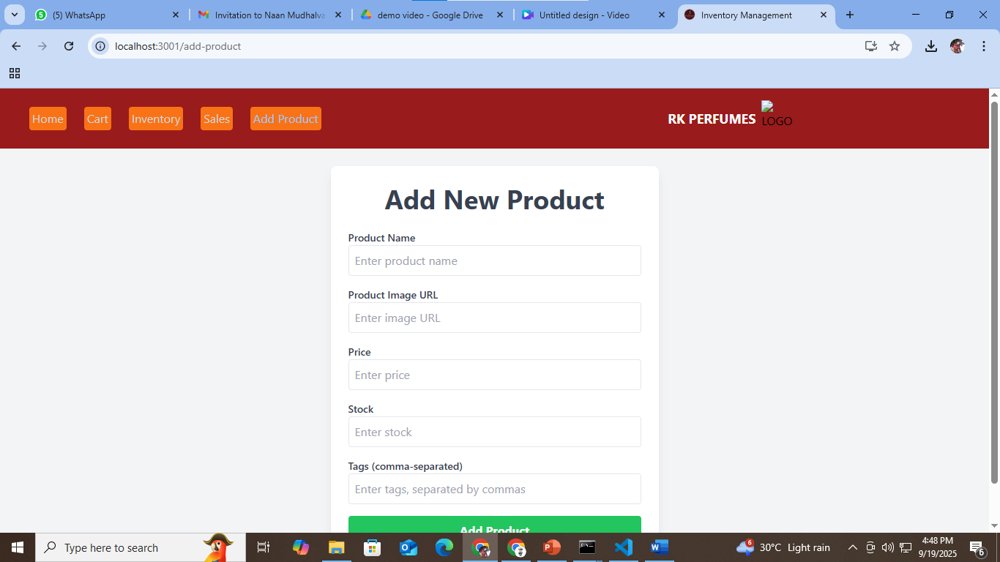 (5) WhatsApp
Invitation to Naan Mudhalva
demo video - Google Drive
Untitled design - Video
Inventory Management
localhost:3001/add-product
Home Cart Inventory Sales Add Product
RK PERFUMES
LOGO
Add New Product
Product Name
Enter product name
Product Image URL
Enter image URL
Price
Enter price
Stock
Enter stock
Tags (comma-separated)
Enter tags, separated by commas
Add Product
Type here to search
6
30°C Light rain
4:48 PM
9/19/2025
6